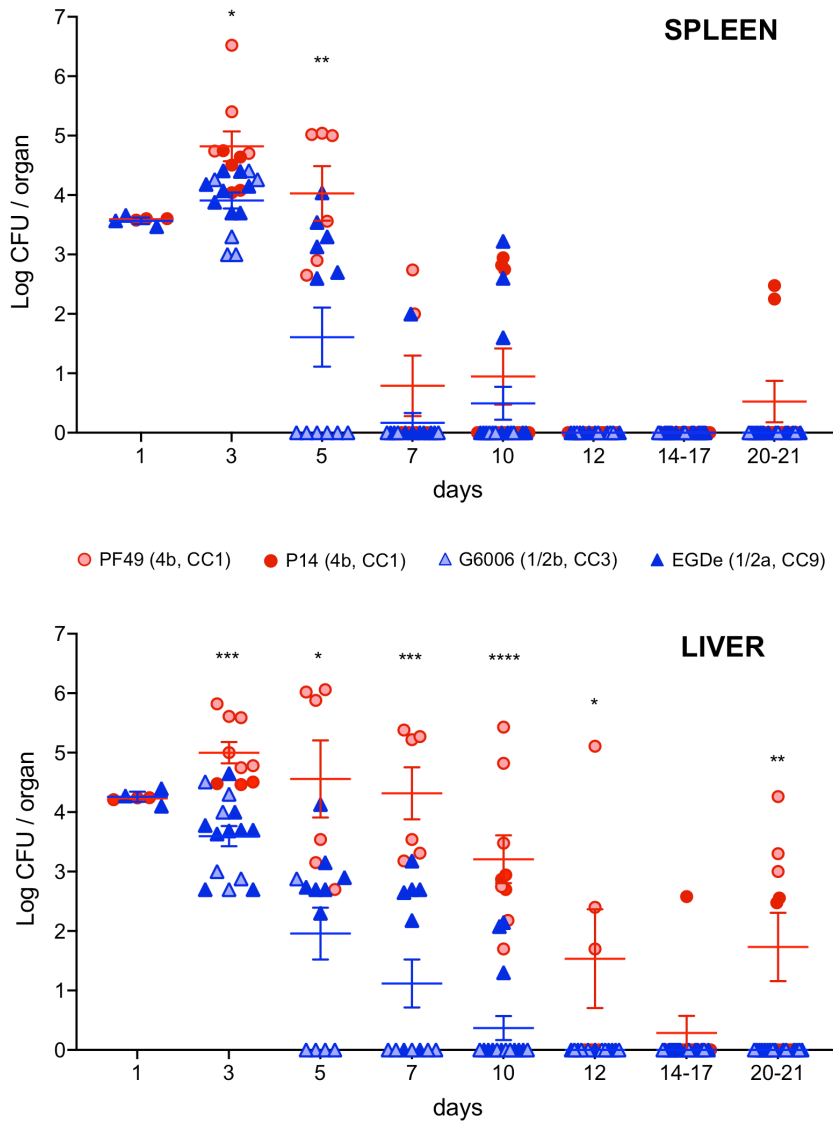 SPLEEN
*
**
7
6
5
4
3
2
1
0
Log CFU / organ
1 3 5 7 10 12 14-17 20-21
days
PF49 (4b, CC1) P14 (4b, CC1) G6006 (1/2b, CC3) EGDe (1/2a, CC9)
LIVER
*** * *** **** * **
7
6
5
4
3
2
1
0
Log CFU / organ
1 3 5 7 10 12 14-17 20-21
days